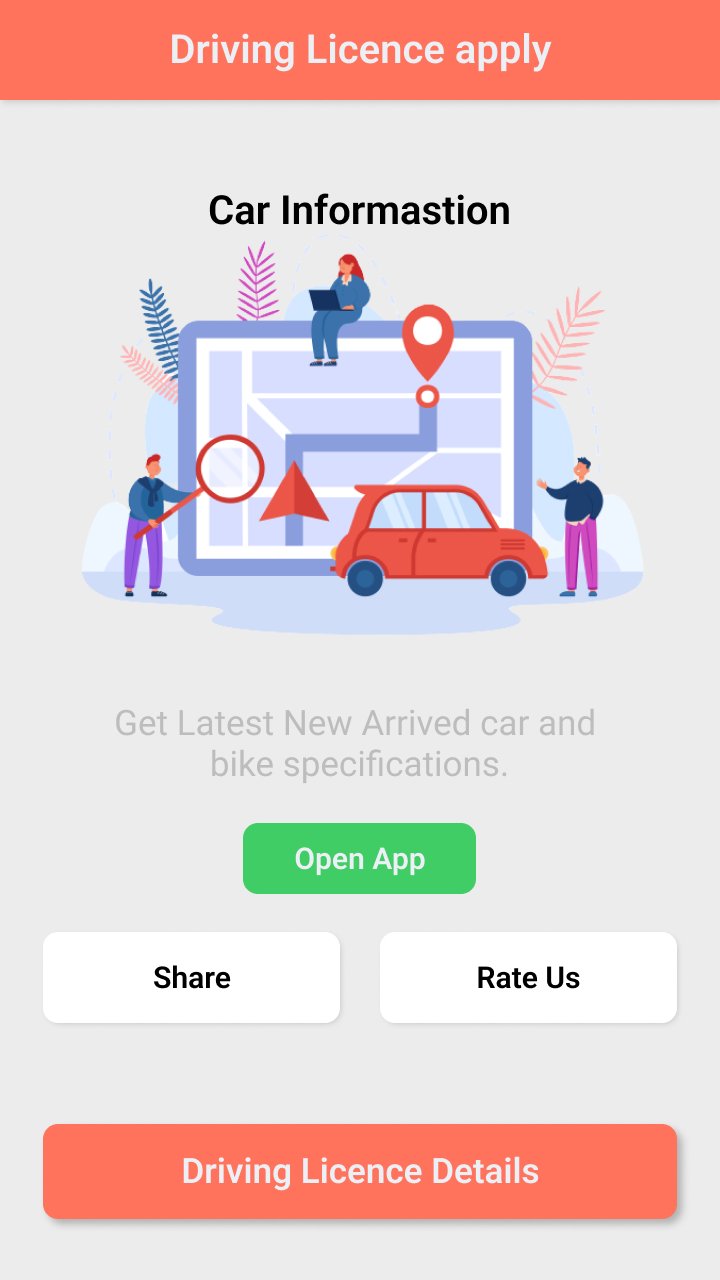 Driving Licence apply
Car Informastion
Get Latest New Arrived car and
bike specifications.
Open App
Share
Rate Us
Driving Licence Details